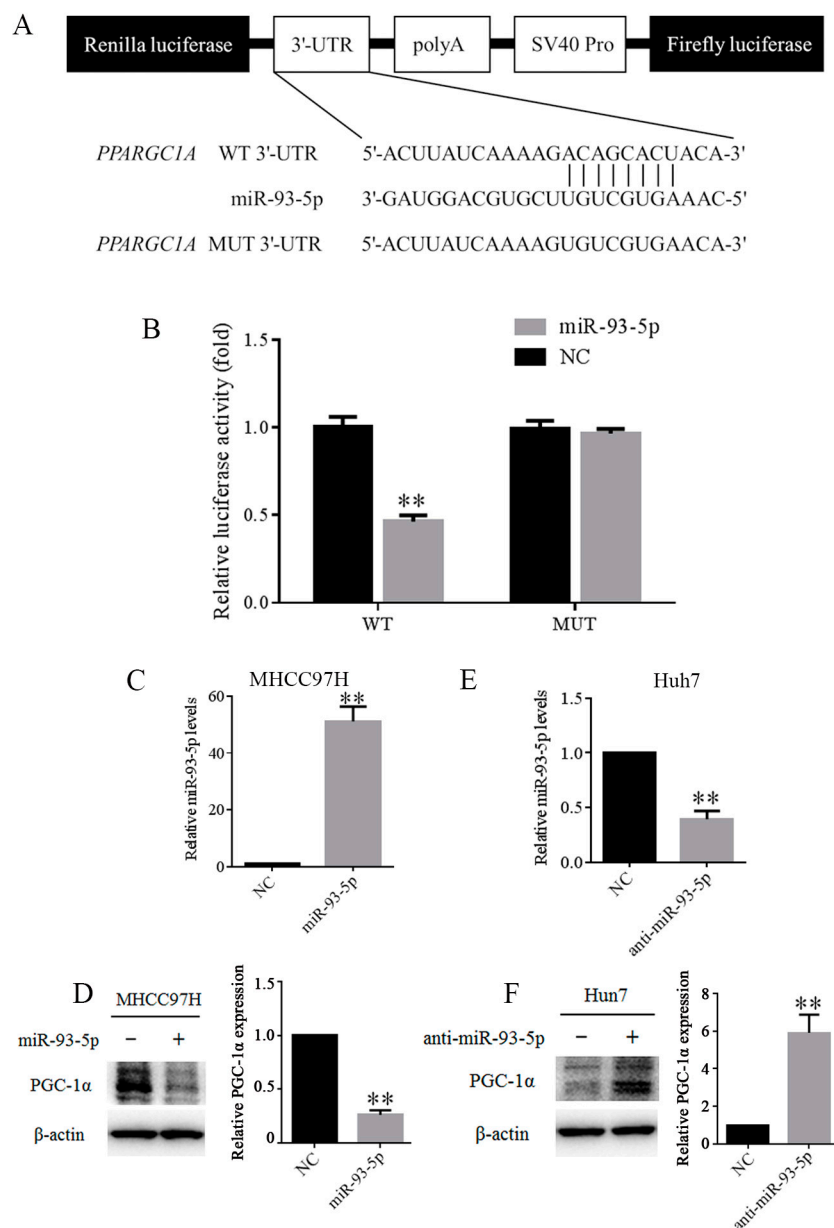 A
Renilla luciferase
3'-UTR
polyA
SV40 Pro
Firefly luciferase
PPARGC1A WT 3'-UTR 5'-ACUUAUCAAAAGACAGCACUACA-3'
miR-93-5p 3'-GAUGGACGUGCUUGUCGUGAAAC-5'
PPARGC1A MUT 3'-UTR 5'-ACUUAUCAAAAGUGUCGUGAACA-3'
B
Relative luciferase activity (fold)
1.5
1.0
0.5
0.0
miR-93-5p
NC
**
WT
MUT
C
MHCC97H
Relative miR-93-5p levels
60
40
20
0
**
NC
miR-93-5p
E
Huh7
Relative miR-93-5p levels
1.5
1.0
0.5
0.0
**
NC
anti-miR-93-5p
D
MHCC97H
miR-93-5p − +
PGC-1α
β-actin
Relative PGC-1α expression
1.5
1.0
0.5
0
**
NC
miR-93-5p
F
Hun7
anti-miR-93-5p − +
PGC-1α
β-actin
Relative PGC-1α expression
8
6
4
2
0
**
NC
anti-miR-93-5p